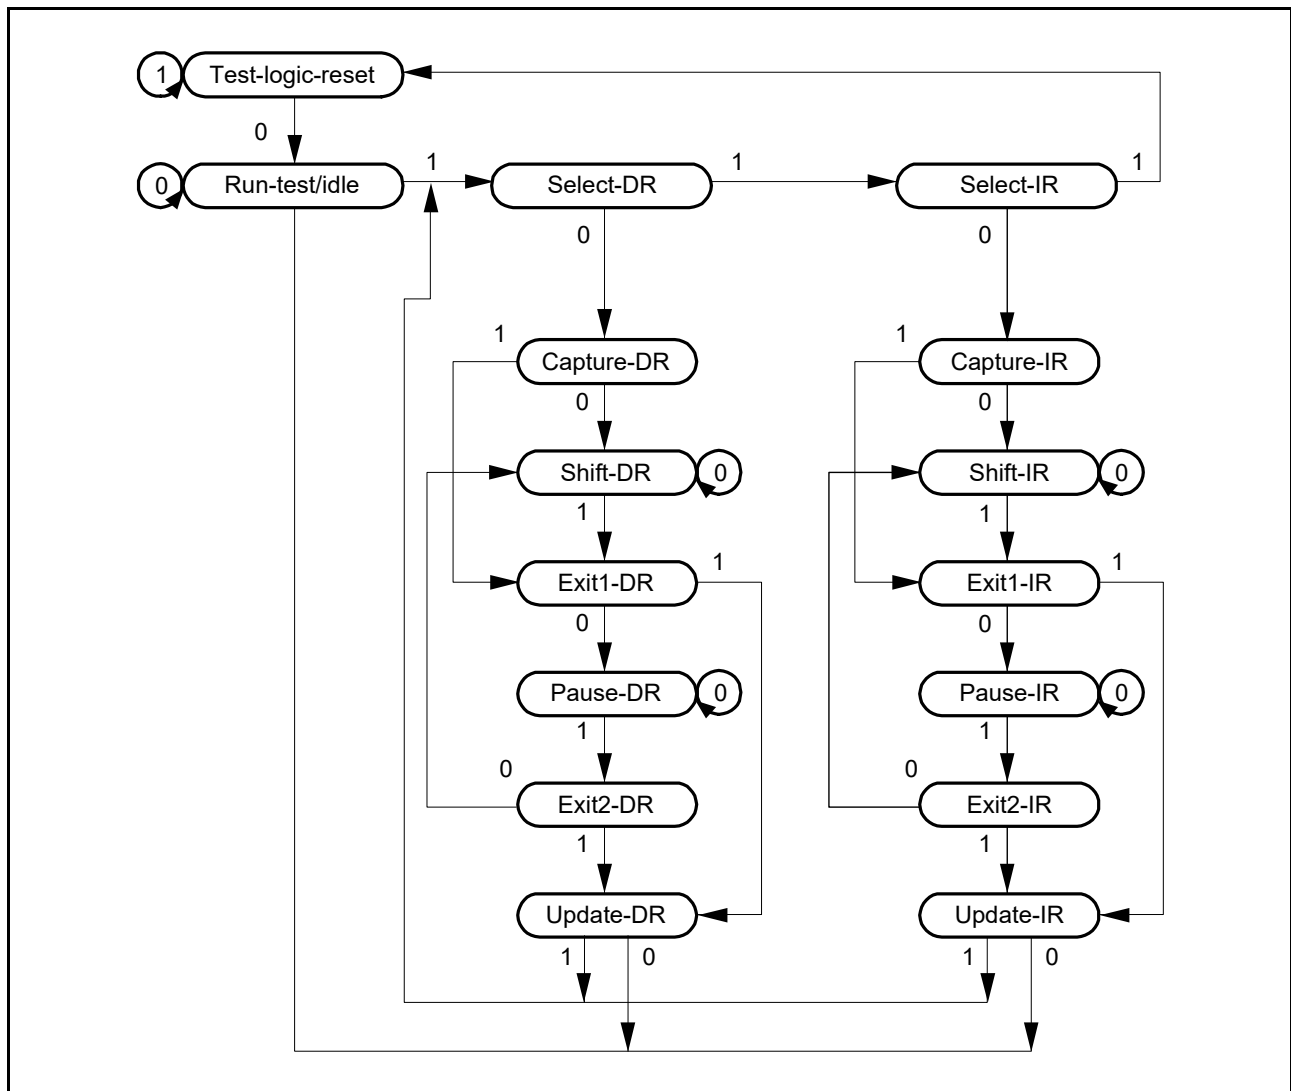 1 Test-logic-reset
0
0 Run-test/idle 1 Select-DR 1 Select-IR 1
0 0
1 1
Capture-DR Capture-IR
0 0
Shift-DR 0 Shift-IR 0
1 1
Exit1-DR 1 Exit1-IR 1
0 0
Pause-DR 0 Pause-IR 0
1 1
0 0
Exit2-DR Exit2-IR
1 1
Update-DR Update-IR
1 0 1 0